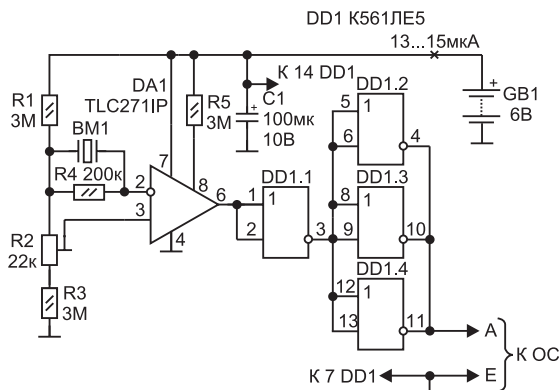 DD1 К561ЛЕ5
13...15мкА
К 14 DD1
DA1
TLC271IP
R1
3М
BM1
R4 200к
R5
3М
C1
+
100мк
10В
DD1.2
5
1
6
4
+
GB1
6В
7
8
2
3
6
4
DD1.1
1
1
2
3
DD1.3
8
1
9
10
R2
22к
R3
3М
DD1.4
12
1
13
11
А
К ОС
К 7 DD1
Е